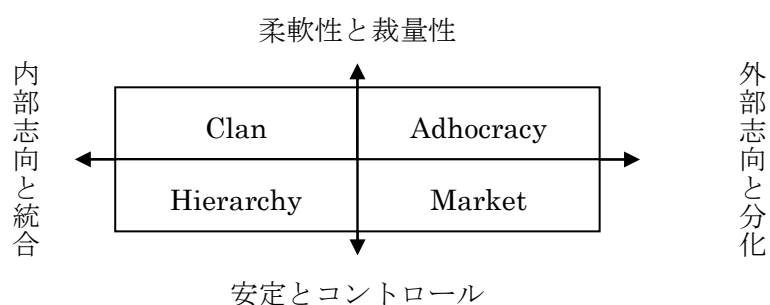 柔軟性と裁量性
内部志向と統合
外部志向と分化
Clan
Adhocracy
Hierarchy
Market
安定とコントロール